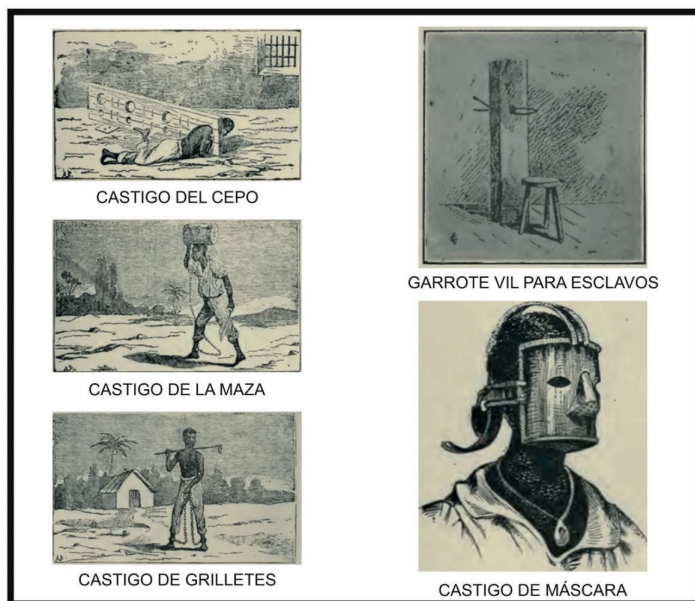 CASTIGO DEL CEPO
CASTIGO DE LA MAZA
CASTIGO DE GRILLETES
GARROTE VIL PARA ESCLAVOS
CASTIGO DE MÁSCARA